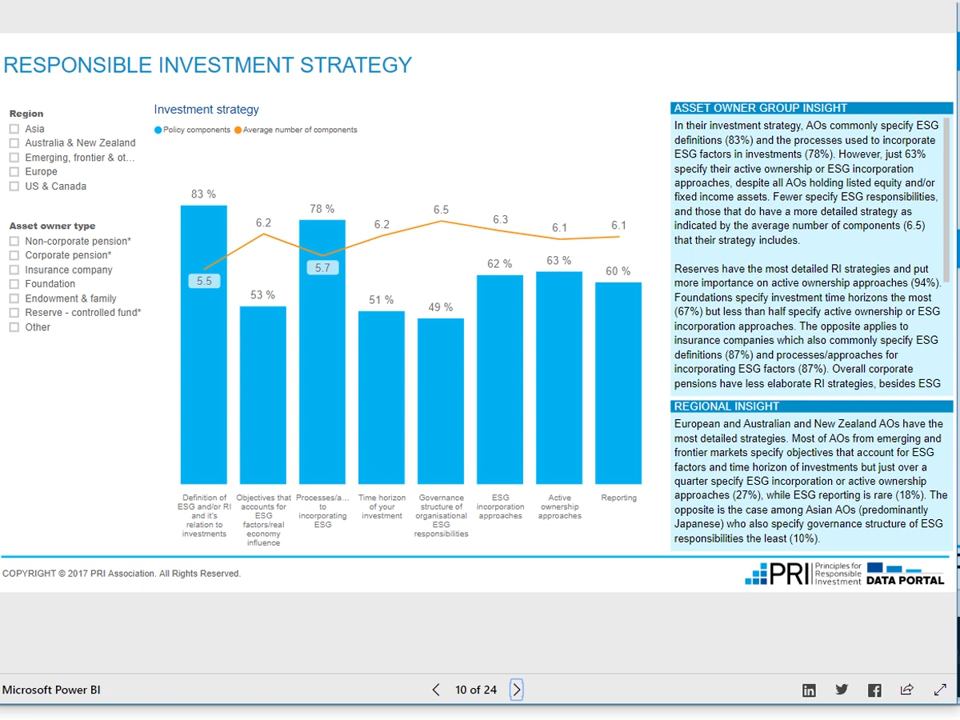 RESPONSIBLE INVESTMENT STRATEGY
Region
Asia
Australia & New Zealand
Emerging, frontier & ot...
Europe
US & Canada
Asset owner type
Non-corporate pension*
Corporate pension*
Insurance company
Foundation
Endowment & family
Reserve - controlled fund*
Other
Investment strategy
Policy components Average number of components
83 %
53 %
78 %
51 %
49 %
62 %
63 %
60 %
5.5
6.2
5.7
6.2
6.5
6.3
6.1
6.1
Definition of
ESG and/or RI
and it's
relation to
investments
Objectives that
accounts for
ESG
factors/real
economy
influence
Processes/a...
to
incorporating
ESG
Time horizon
of your
investment
Governance
structure of
organisational
ESG
responsibilities
ESG
incorporation
approaches
Active
ownership
approaches
Reporting
ASSET OWNER GROUP INSIGHT
In their investment strategy, AOs commonly specify ESG
definitions (83%) and the processes used to incorporate
ESG factors in investments (78%). However, just 63%
specify their active ownership or ESG incorporation
approaches, despite all AOs holding listed equity and/or
fixed income assets. Fewer specify ESG responsibilities,
and those that do have a more detailed strategy as
indicated by the average number of components (6.5)
that their strategy includes.
Reserves have the most detailed RI strategies and put
more importance on active ownership approaches (94%).
Foundations specify investment time horizons the most
(67%) but less than half specify active ownership or ESG
incorporation approaches. The opposite applies to
insurance companies which also commonly specify ESG
definitions (87%) and processes/approaches for
incorporating ESG factors (87%). Overall corporate
pensions have less elaborate RI strategies, besides ESG
REGIONAL INSIGHT
European and Australian and New Zealand AOs have the
most detailed strategies. Most of AOs from emerging and
frontier markets specify objectives that account for ESG
factors and time horizon of investments but just over a
quarter specify ESG incorporation or active ownership
approaches (27%), while ESG reporting is rare (18%). The
opposite is the case among Asian AOs (predominantly
Japanese) who also specify governance structure of ESG
responsibilities the least (10%).
COPYRIGHT © 2017 PRI Association. All Rights Reserved.
PRI
Principles for
Responsible
Investment
DATA PORTAL
Microsoft Power BI
10 of 24